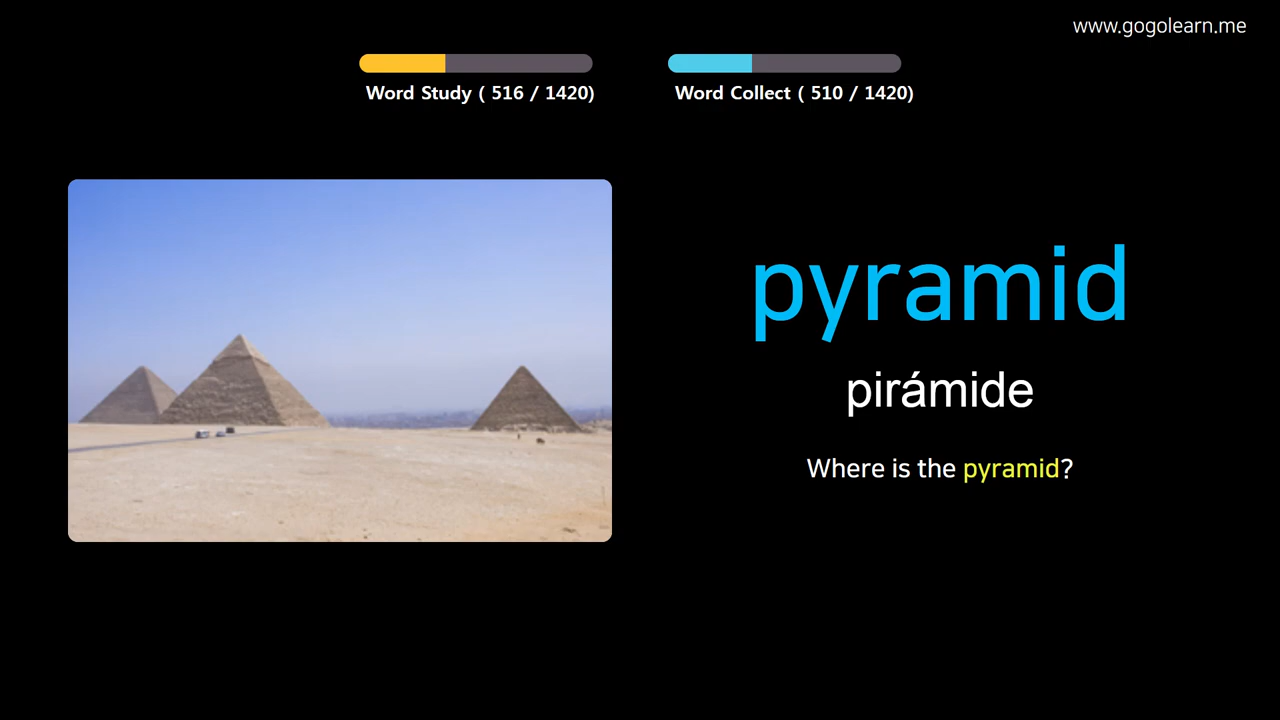 www.gogolearn.me
Word Study ( 516 / 1420)
Word Collect ( 510 / 1420)
pyramid
pirámide
Where is the pyramid?